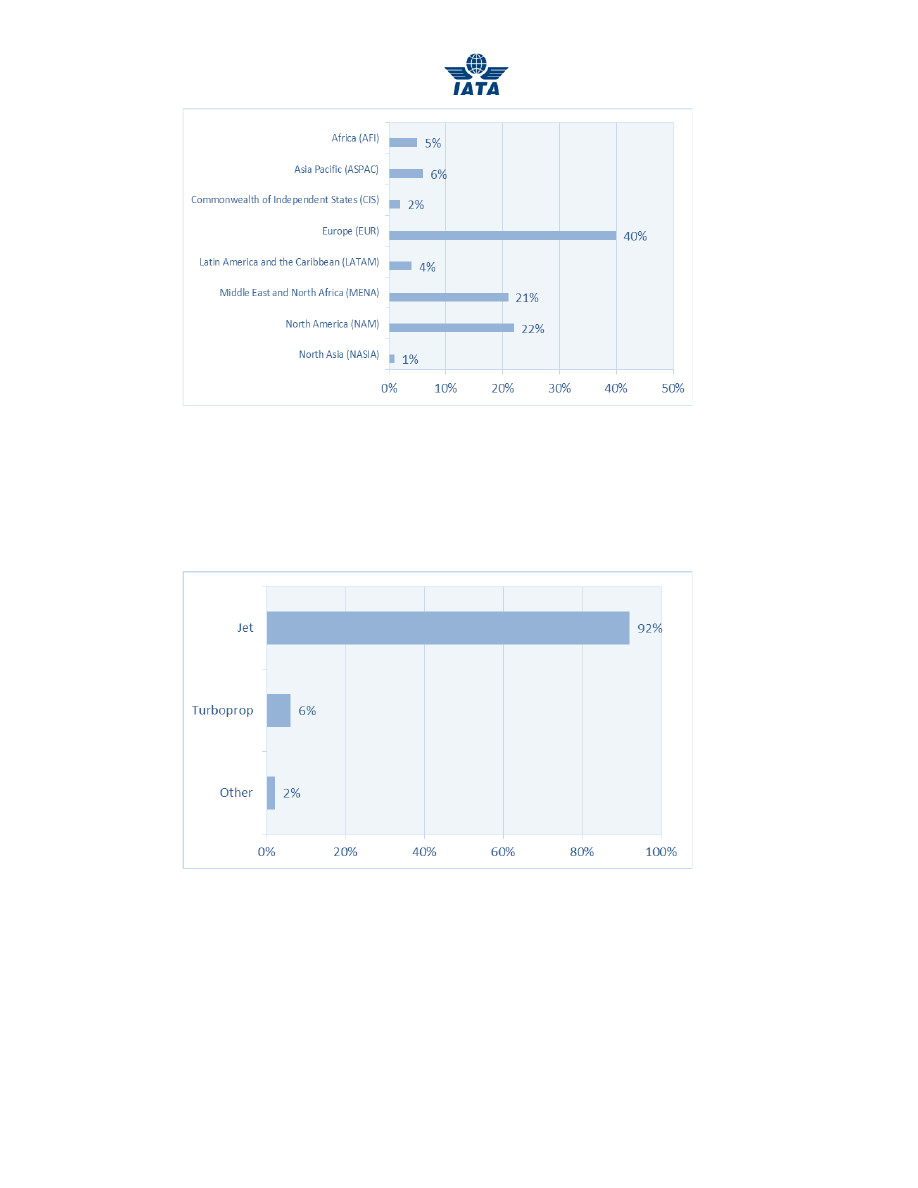 IATA
Africa (AFI) 5%
Asia Pacific (ASPAC) 6%
Commonwealth of Independent States (CIS) 2%
Europe (EUR) 40%
Latin America and the Caribbean (LATAM) 4%
Middle East and North Africa (MENA) 21%
North America (NAM) 22%
North Asia (NASIA) 1%
0% 10% 20% 30% 40% 50%
Jet 92%
Turboprop 6%
Other 2%
0% 20% 40% 60% 80% 100%